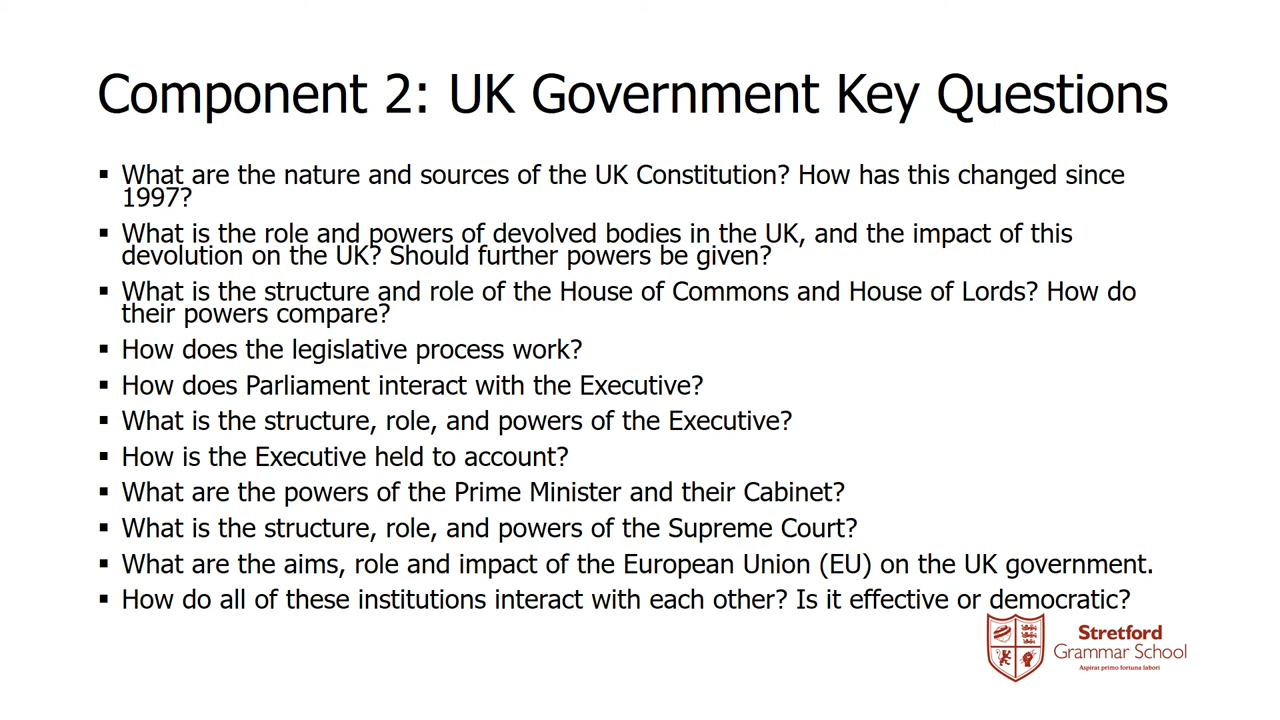 Component 2: UK Government Key Questions
▪ What are the nature and sources of the UK Constitution? How has this changed since
1997?
▪ What is the role and powers of devolved bodies in the UK, and the impact of this
devolution on the UK? Should further powers be given?
▪ What is the structure and role of the House of Commons and House of Lords? How do
their powers compare?
▪ How does the legislative process work?
▪ How does Parliament interact with the Executive?
▪ What is the structure, role, and powers of the Executive?
▪ How is the Executive held to account?
▪ What are the powers of the Prime Minister and their Cabinet?
▪ What is the structure, role, and powers of the Supreme Court?
▪ What are the aims, role and impact of the European Union (EU) on the UK government.
▪ How do all of these institutions interact with each other? Is it effective or democratic?
Stretford
Grammar School
Aspirat primo fortuna labori